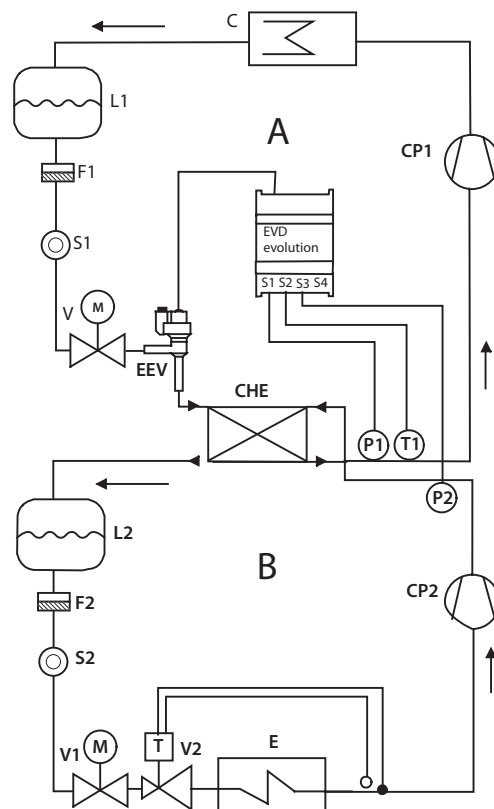 C
L1
A
CP1
F1
EVD
evolution
S1
S1 S2 S3 S4
V
M
EEV
CHE
P1 T1
P2
L2
B
CP2
F2
S2
V1 M
T V2 E